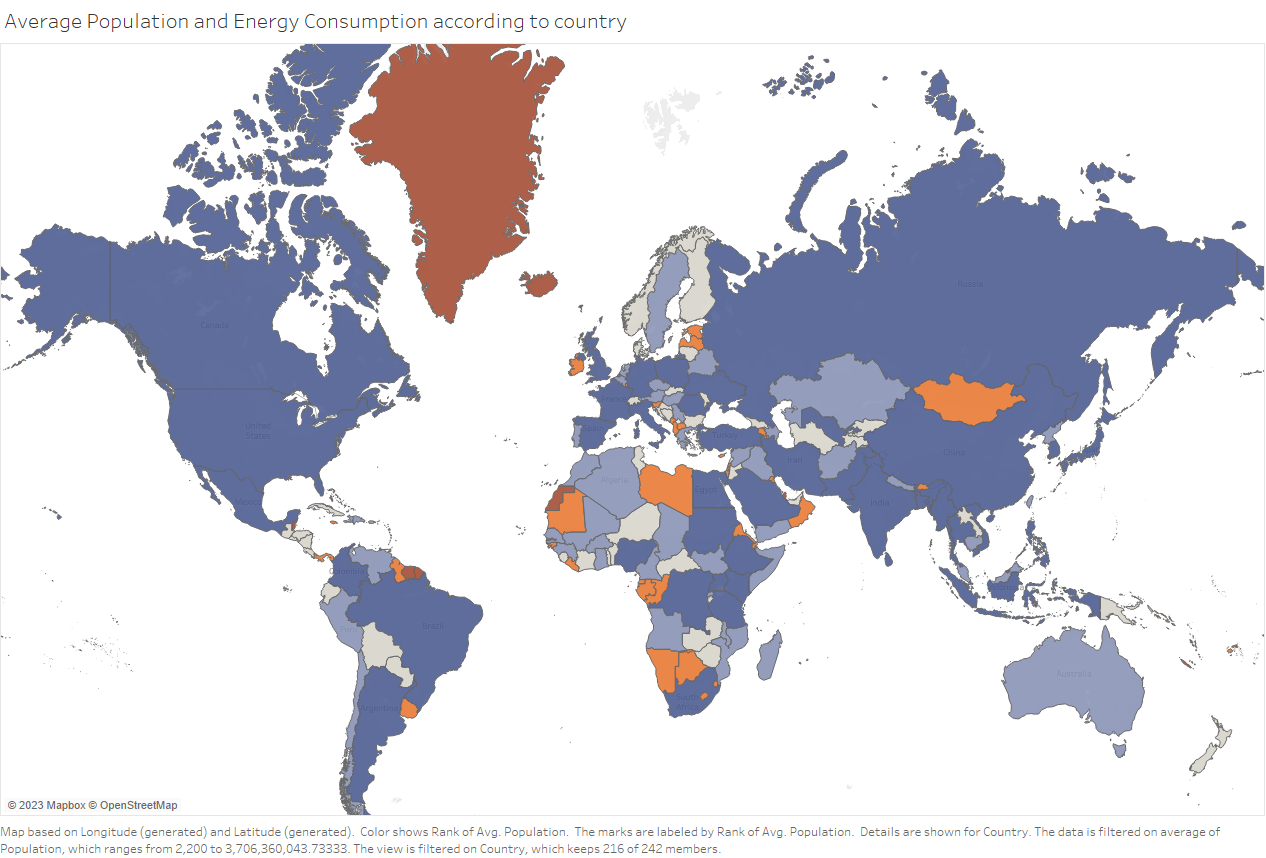 Average Population and Energy Consumption according to country
Russia
Canada
France
United
States
Spain
Turkey
China
Iran
Algeria
Egypt
Mexico
India
Colombia
Brazil
Peru
Australia
Argentina
South
Africa
© 2023 Mapbox © OpenStreetMap
Map based on Longitude (generated) and Latitude (generated).  Color shows Rank of Avg. Population.  The marks are labeled by Rank of Avg. Population.  Details are shown for Country. The data is filtered on average of
Population, which ranges from 2,200 to 3,706,360,043.73333. The view is filtered on Country, which keeps 216 of 242 members.